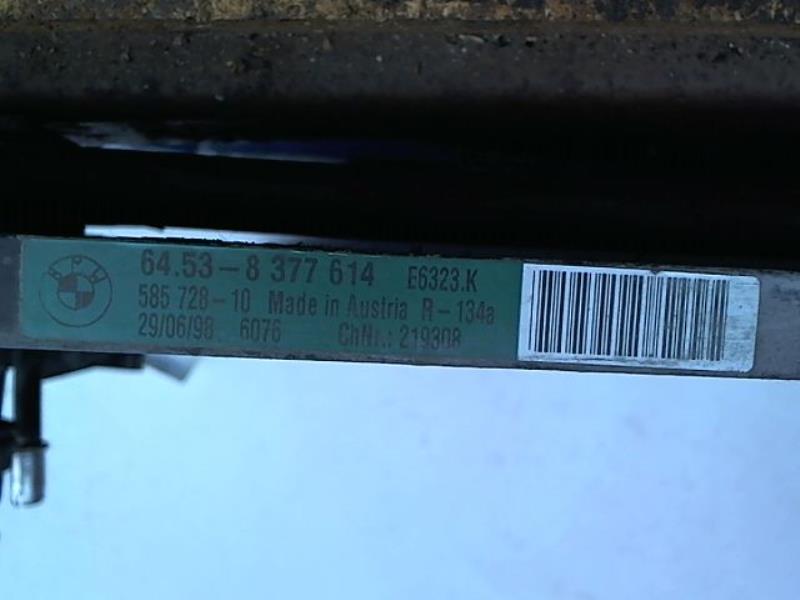 BMW
64.53-8 377 614 E6323.K
585 728-10 Made in Austria R-134a
29/06/98 6076 ChNr.: 219308